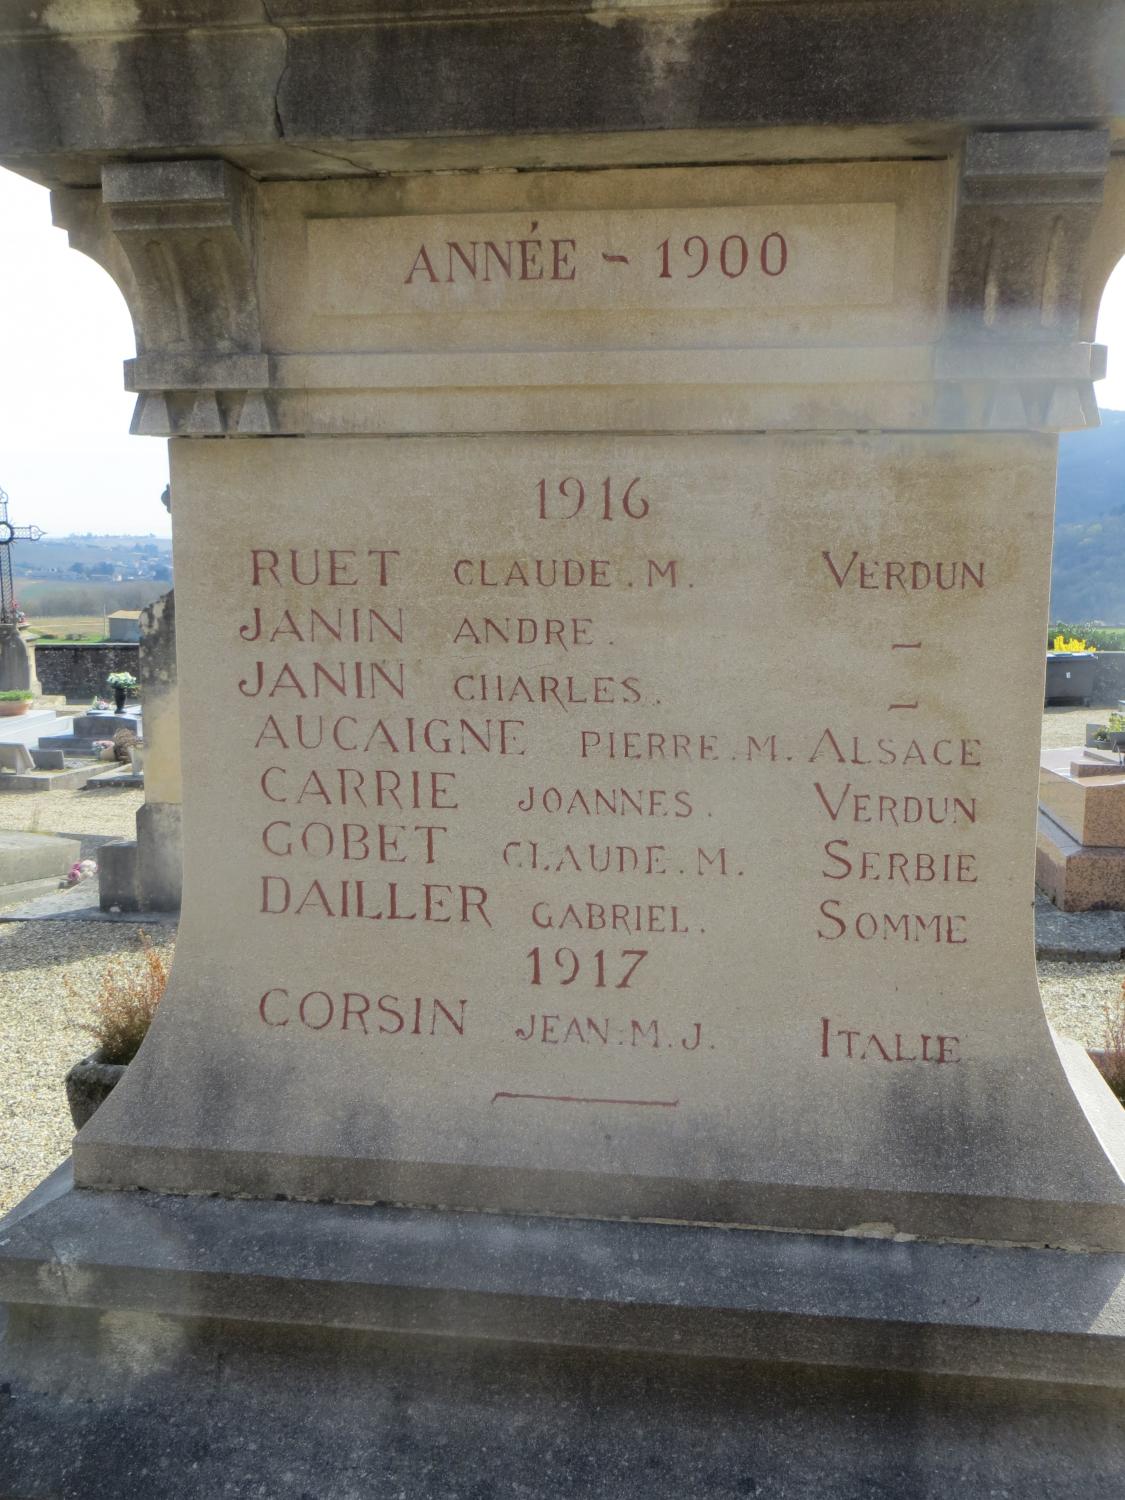 ANNÉE - 1900
1916
RUET CLAUDE. M. VERDUN
JANIN ANDRE. -
JANIN CHARLES. -
AUCAIGNE PIERRE. M. ALSACE
CARRIE JOANNES. VERDUN
GOBET CLAUDE. M. SERBIE
DAILLER GABRIEL. SOMME
1917
CORSIN JEAN. M. J. ITALIE